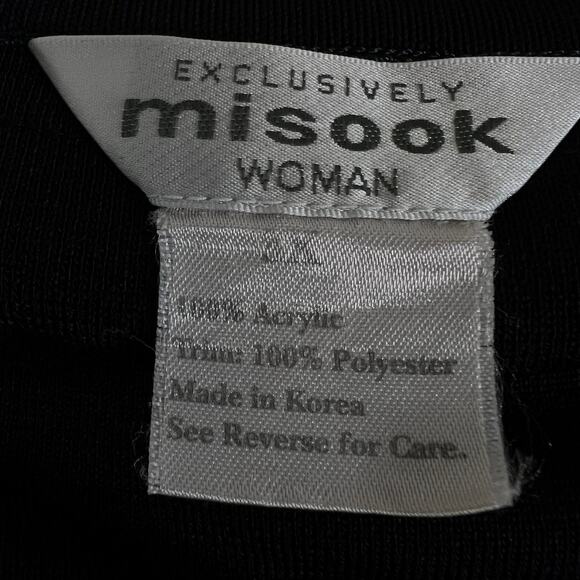 EXCLUSIVELY
misook
WOMAN
100% Acrylic
Trim: 100% Polyester
Made in Korea
See Reverse for Care.